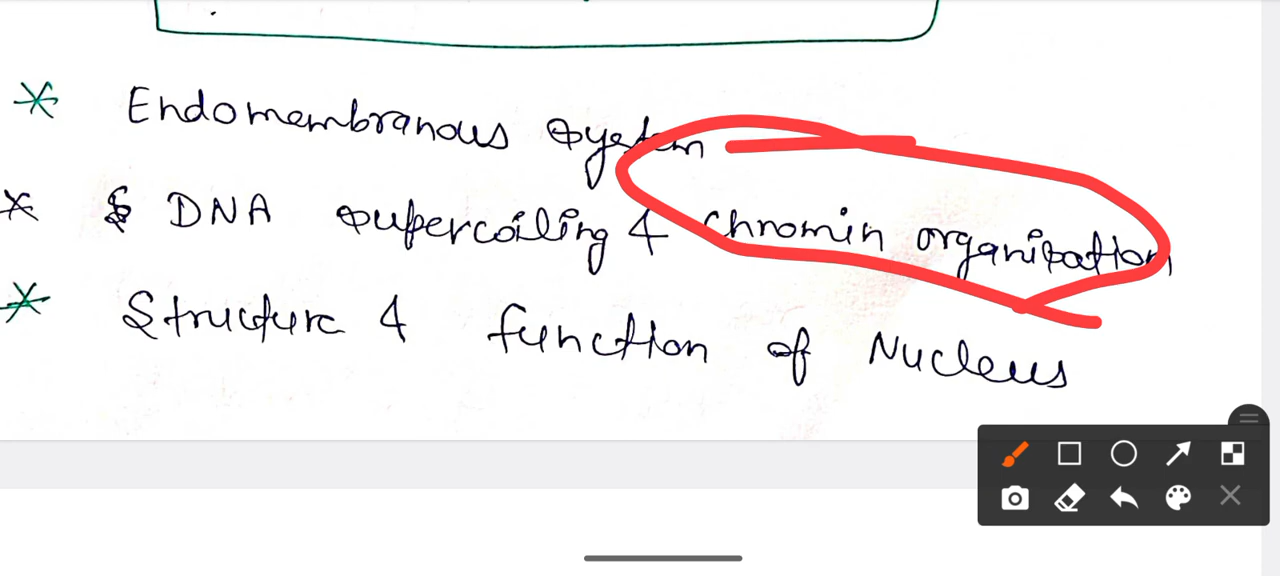 * Endomembranous system
* DNA supercoiling & Chromin organization
* Structure & function of Nucleus